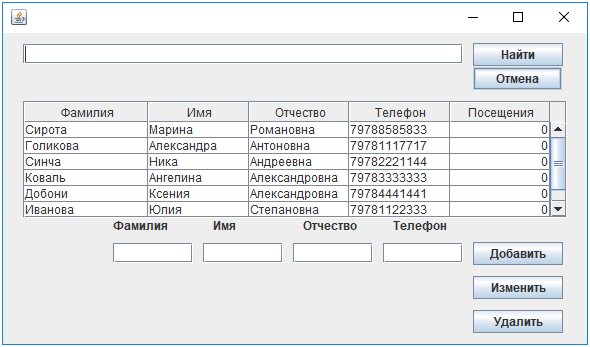 Найти
Отмена
Фамилия Имя Отчество Телефон Посещения
Сирота Марина Романовна 79788585833 0
Голикова Александра Антоновна 79781117717 0
Синча Ника Андреевна 79782221144 0
Коваль Ангелина Александровна 79783333333 0
Добони Ксения Александровна 79784441441 0
Иванова Юлия Степановна 79781122333 0
Фамилия Имя Отчество Телефон
Добавить
Изменить
Удалить